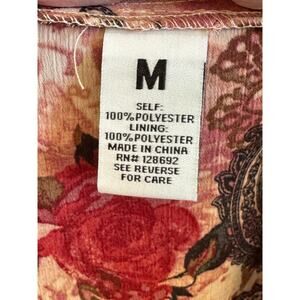 M
SELF:
100%POLYESTER
LINING:
100%POLYESTER
MADE IN CHINA
RN# 128692
SEE REVERSE
FOR CARE